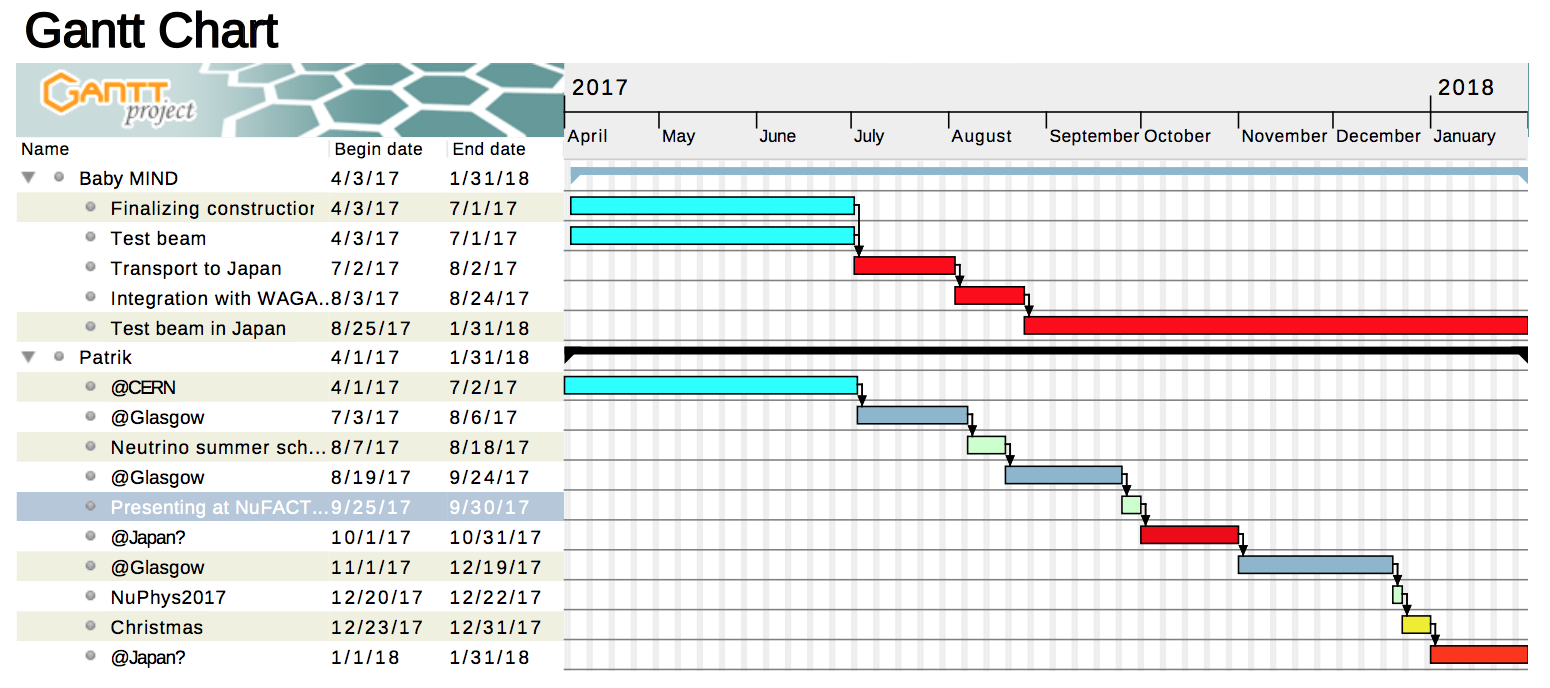 Gantt Chart
GANTT project
2017 2018
April May June July August September October November December January
Name Begin date End date
Baby MIND 4/3/17 1/31/18
Finalizing construction 4/3/17 7/1/17
Test beam 4/3/17 7/1/17
Transport to Japan 7/2/17 8/2/17
Integration with WAGA.. 8/3/17 8/24/17
Test beam in Japan 8/25/17 1/31/18
Patrik 4/1/17 1/31/18
@CERN 4/1/17 7/2/17
@Glasgow 7/3/17 8/6/17
Neutrino summer sch... 8/7/17 8/18/17
@Glasgow 8/19/17 9/24/17
Presenting at NuFACT... 9/25/17 9/30/17
@Japan? 10/1/17 10/31/17
@Glasgow 11/1/17 12/19/17
NuPhys2017 12/20/17 12/22/17
Christmas 12/23/17 12/31/17
@Japan? 1/1/18 1/31/18